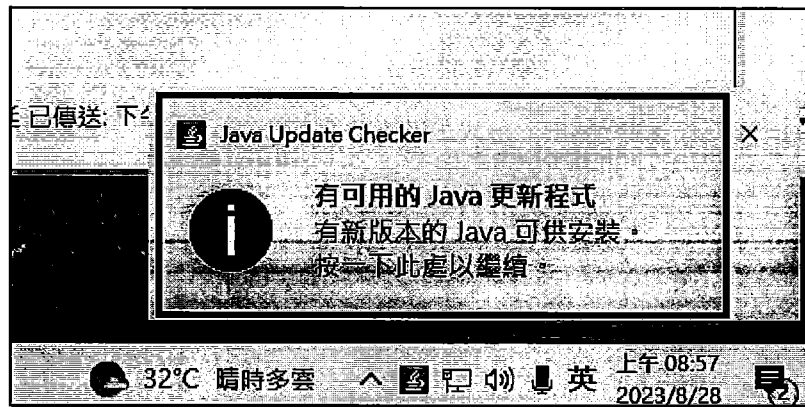 已傳送: 下午
Java Update Checker
有可用的 Java 更新程式
有新版本的 Java 可供安裝。
按一下此處以繼續。
32°C 晴時多雲
英
上午 08:57
2023/8/28
2